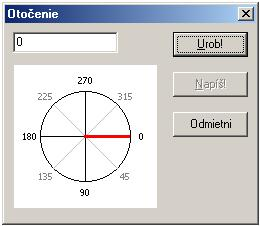 Otočenie
0
Urob!
Napíš!
Odmietni
270
225 315
180 0
135 45
90